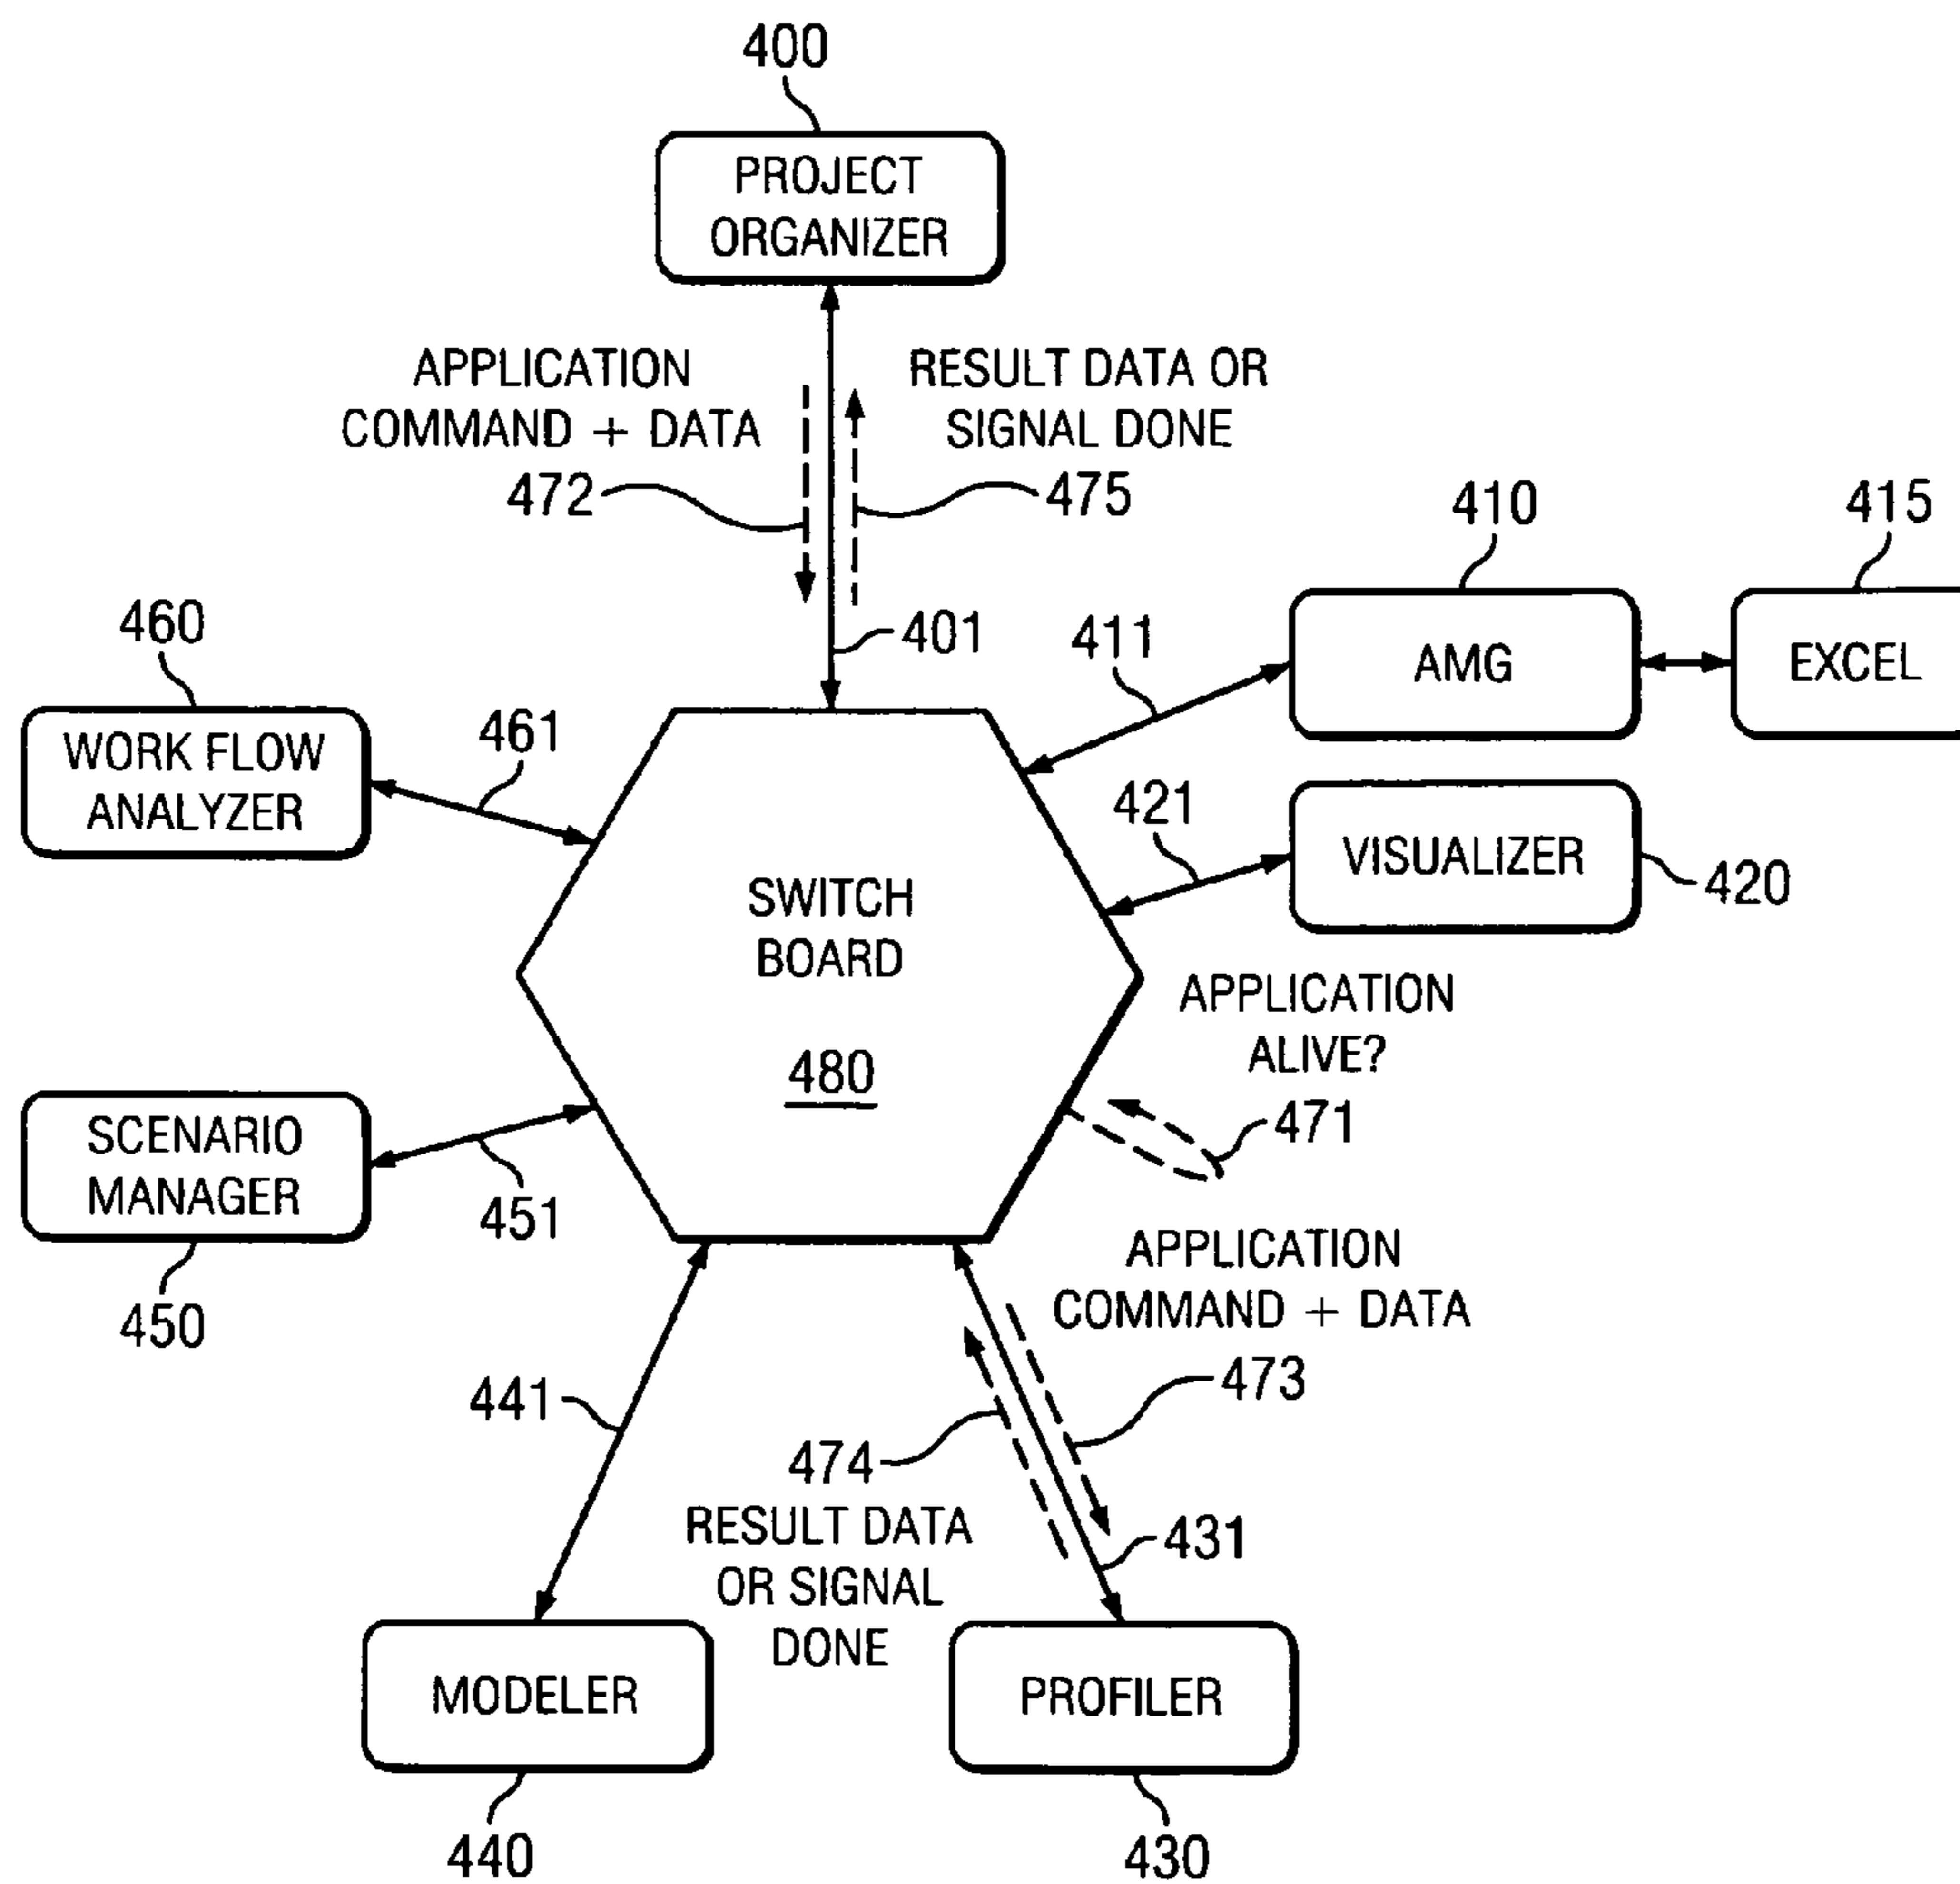 400
PROJECT
ORGANIZER
APPLICATION
COMMAND + DATA
472
RESULT DATA OR
SIGNAL DONE
475
401
410
AMG
415
EXCEL
411
421
VISUALIZER
420
460
WORK FLOW
ANALYZER
461
SWITCH
BOARD
480
APPLICATION
ALIVE?
471
SCENARIO
MANAGER
451
450
APPLICATION
COMMAND + DATA
473
441
474
RESULT DATA
OR SIGNAL
DONE
431
MODELER
440
PROFILER
430